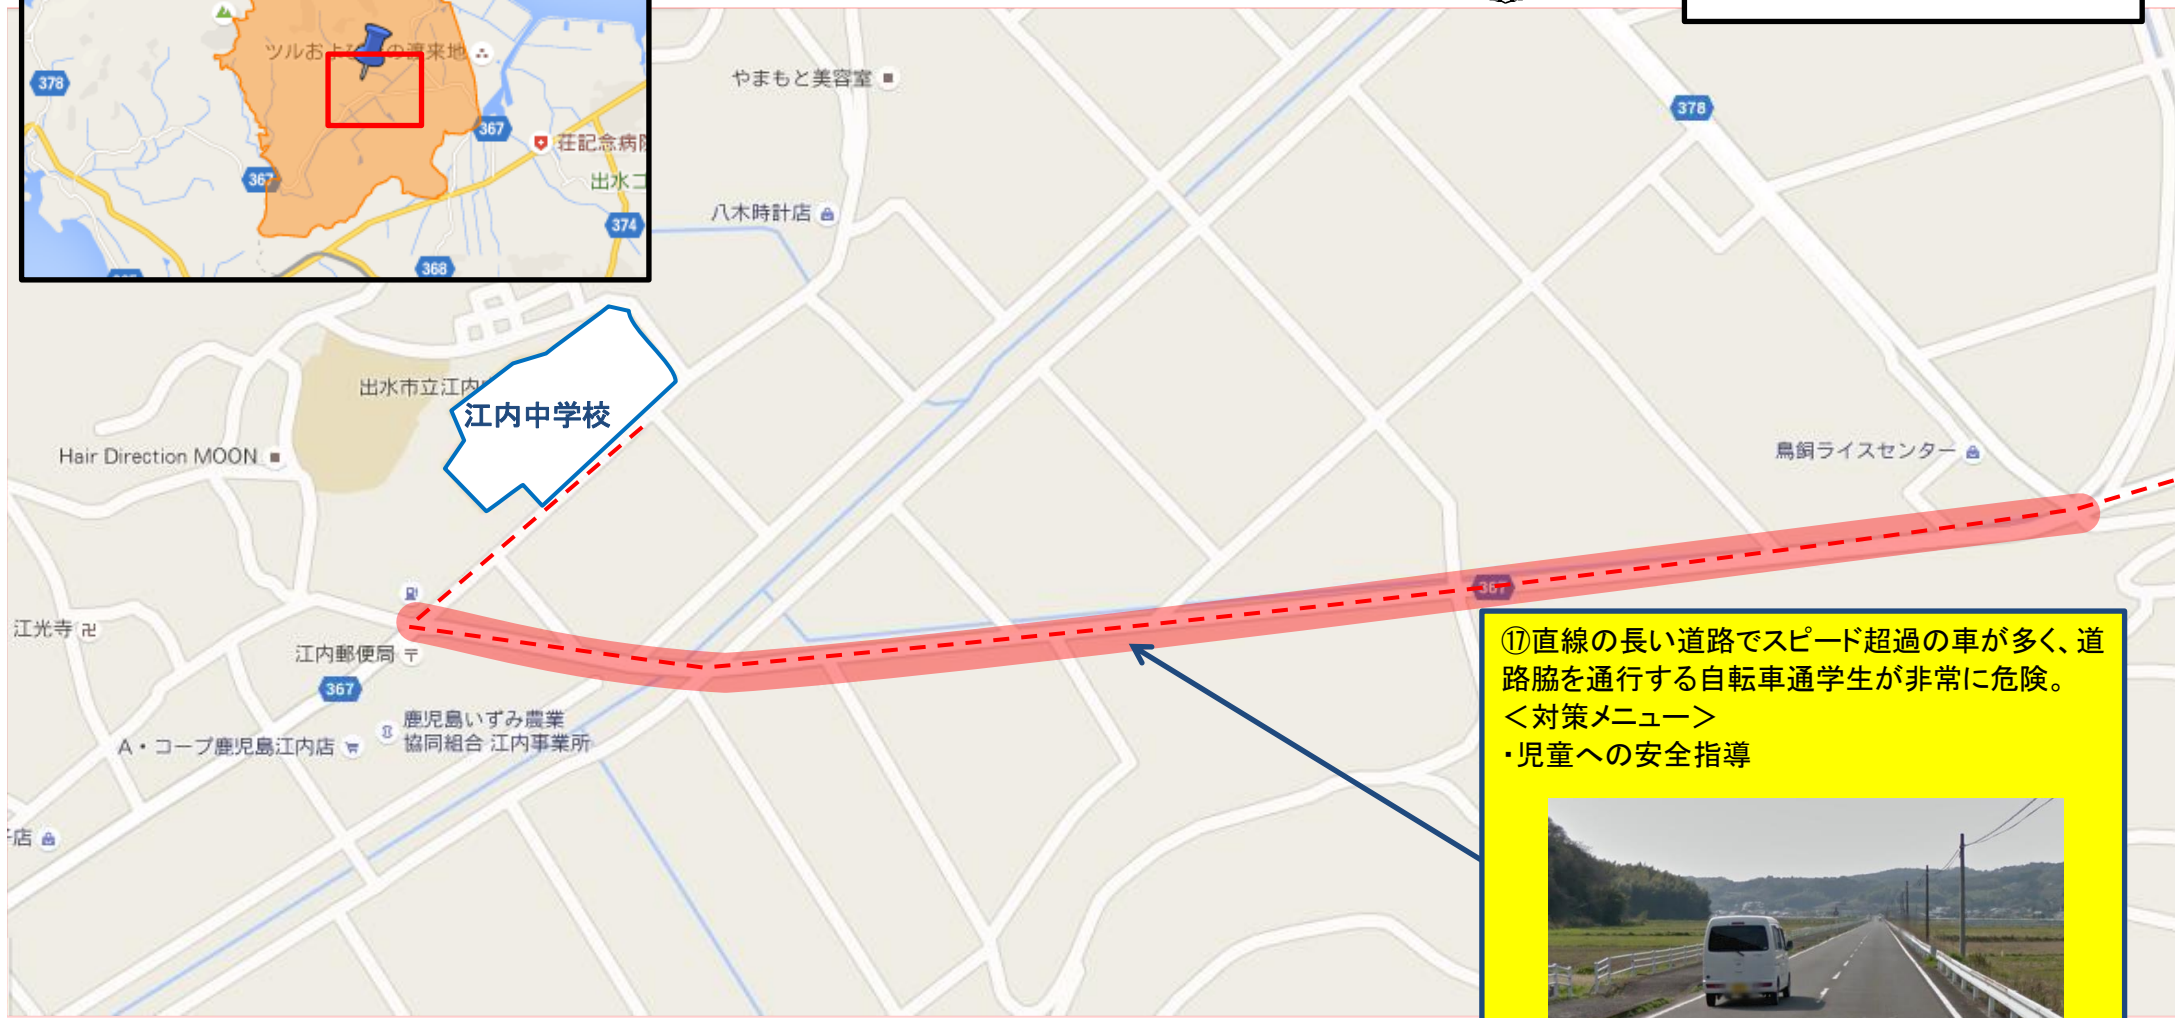 ツルおよび
の渡来地
378
367
荘記念病
367
出水コ
374
368
やまもと美容室
378
八木時計店
出水市立江内
江内中学校
Hair Direction MOON
鳥飼ライスセンター
367
江光寺
江内郵便局
367
鹿児島いずみ農業
協同組合 江内事業所
A・コープ鹿児島江内店
店
⑰直線の長い道路でスピード超過の車が多く、道
路脇を通行する自転車通学生が非常に危険。
<対策メニュー>
・児童への安全指導